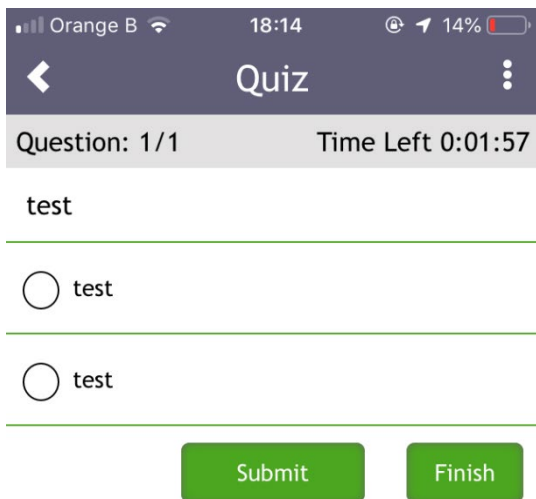 Orange B 18:14 14%
Quiz
Question: 1/1 Time Left 0:01:57
test
test
test
Submit Finish